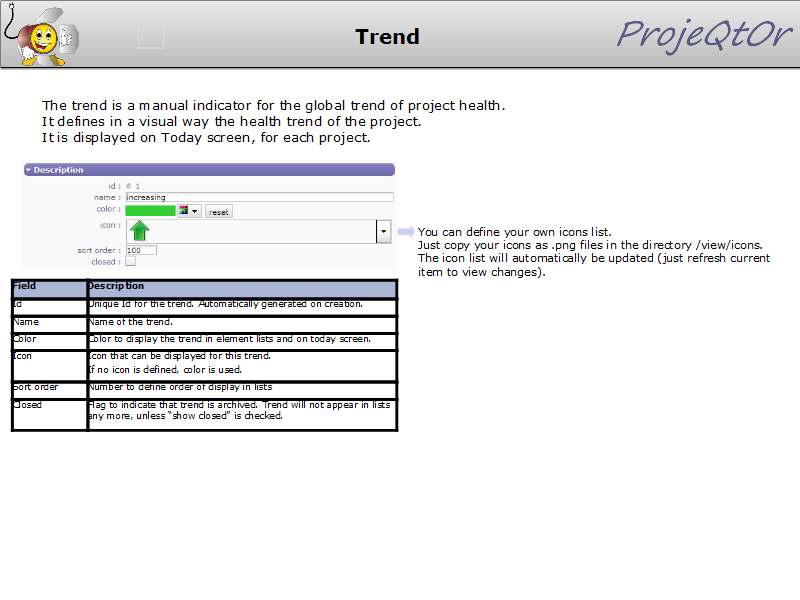 Trend
ProjeQtOr
The trend is a manual indicator for the global trend of project health.
It defines in a visual way the health trend of the project.
It is displayed on Today screen, for each project.
Description
id : # 1
name : increasing
color : reset
icon :
sort order : 100
closed :
You can define your own icons list.
Just copy your icons as .png files in the directory /view/icons.
The icon list will automatically be updated (just refresh current
item to view changes).
Field Description
Id Unique Id for the trend. Automatically generated on creation.
Name Name of the trend.
Color Color to display the trend in element lists and on today screen.
Icon Icon that can be displayed for this trend.
If no icon is defined, color is used.
Sort order Number to define order of display in lists
Closed Flag to indicate that trend is archived. Trend will not appear in lists
any more, unless “show closed” is checked.